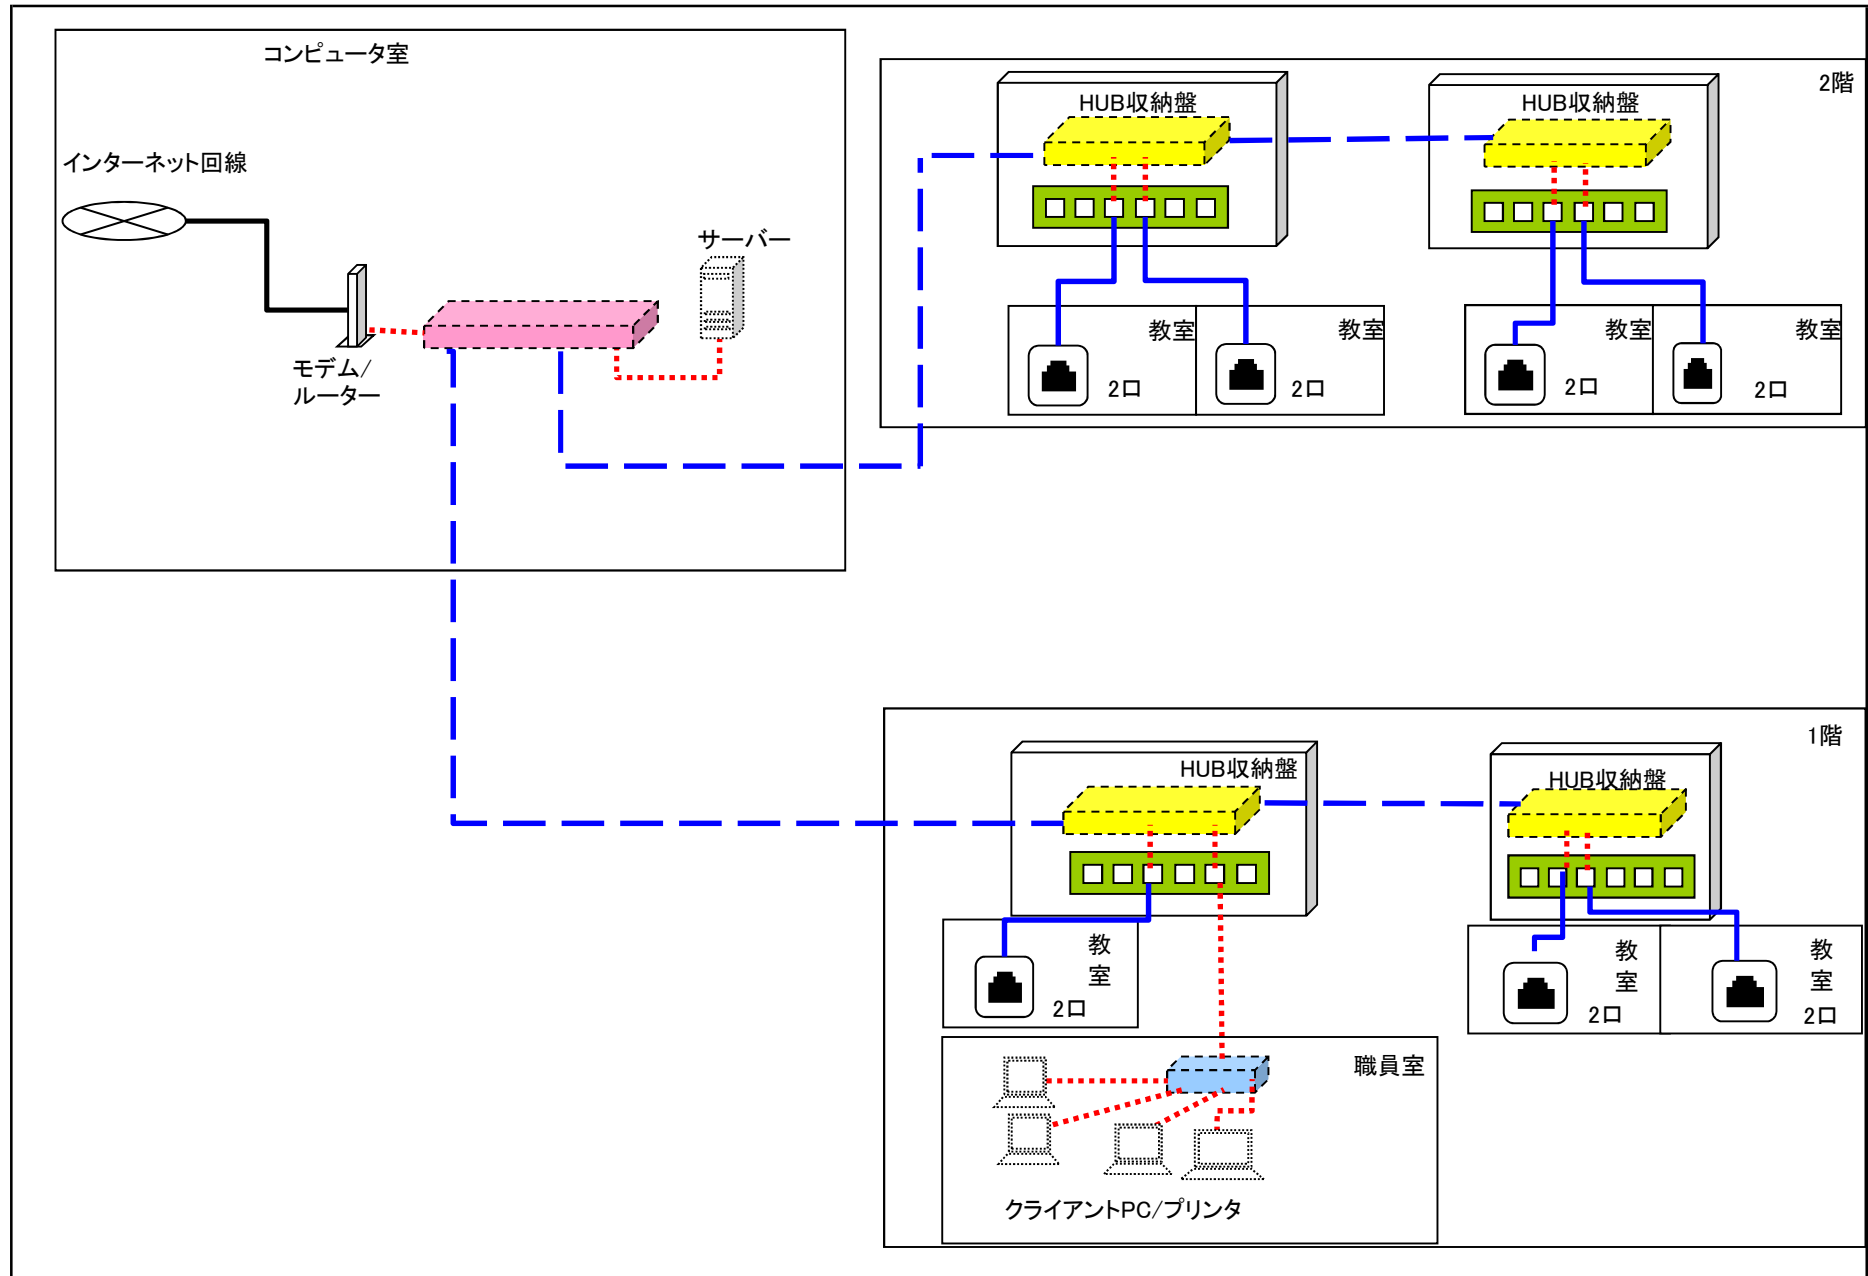 コンピュータ室
インターネット回線
サーバー
モデム/
ルーター
2階
HUB収納盤
HUB収納盤
教室
2口
教室
2口
教室
2口
教室
2口
1階
HUB収納盤
HUB収納盤
教
室
2口
教
室
2口
教
室
2口
職員室
クライアントPC/プリンタ